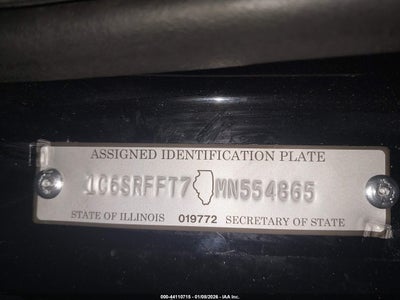 ASSIGNED IDENTIFICATION PLATE
1C6SRFFT7 MN554865
STATE OF ILLINOIS 019772 SECRETARY OF STATE
000-44110715 - 01/09/2026 - IAA Inc.